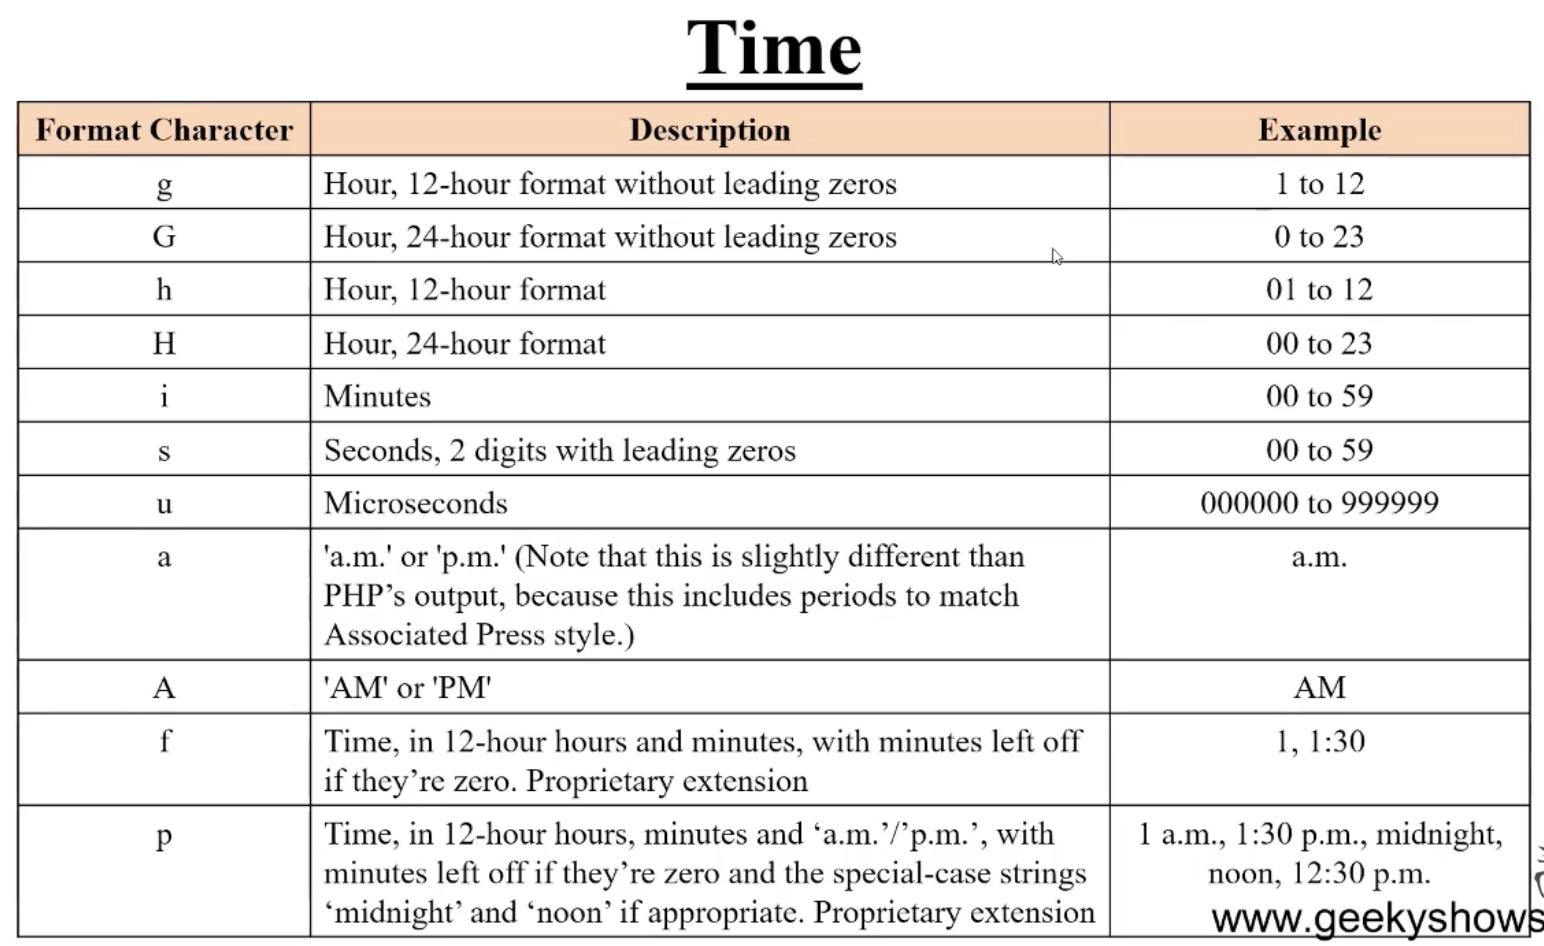 Time
Format Character Description Example
g Hour, 12-hour format without leading zeros 1 to 12
G Hour, 24-hour format without leading zeros 0 to 23
h Hour, 12-hour format 01 to 12
H Hour, 24-hour format 00 to 23
i Minutes 00 to 59
s Seconds, 2 digits with leading zeros 00 to 59
u Microseconds 000000 to 999999
a 'a.m.' or 'p.m.' (Note that this is slightly different than a.m.
PHP’s output, because this includes periods to match
Associated Press style.)
A 'AM' or 'PM' AM
f Time, in 12-hour hours and minutes, with minutes left off 1, 1:30
if they’re zero. Proprietary extension
p Time, in 12-hour hours, minutes and ‘a.m.’/’p.m.’, with 1 a.m., 1:30 p.m., midnight,
minutes left off if they’re zero and the special-case strings noon, 12:30 p.m.
‘midnight’ and ‘noon’ if appropriate. Proprietary extension
www.geekyshows